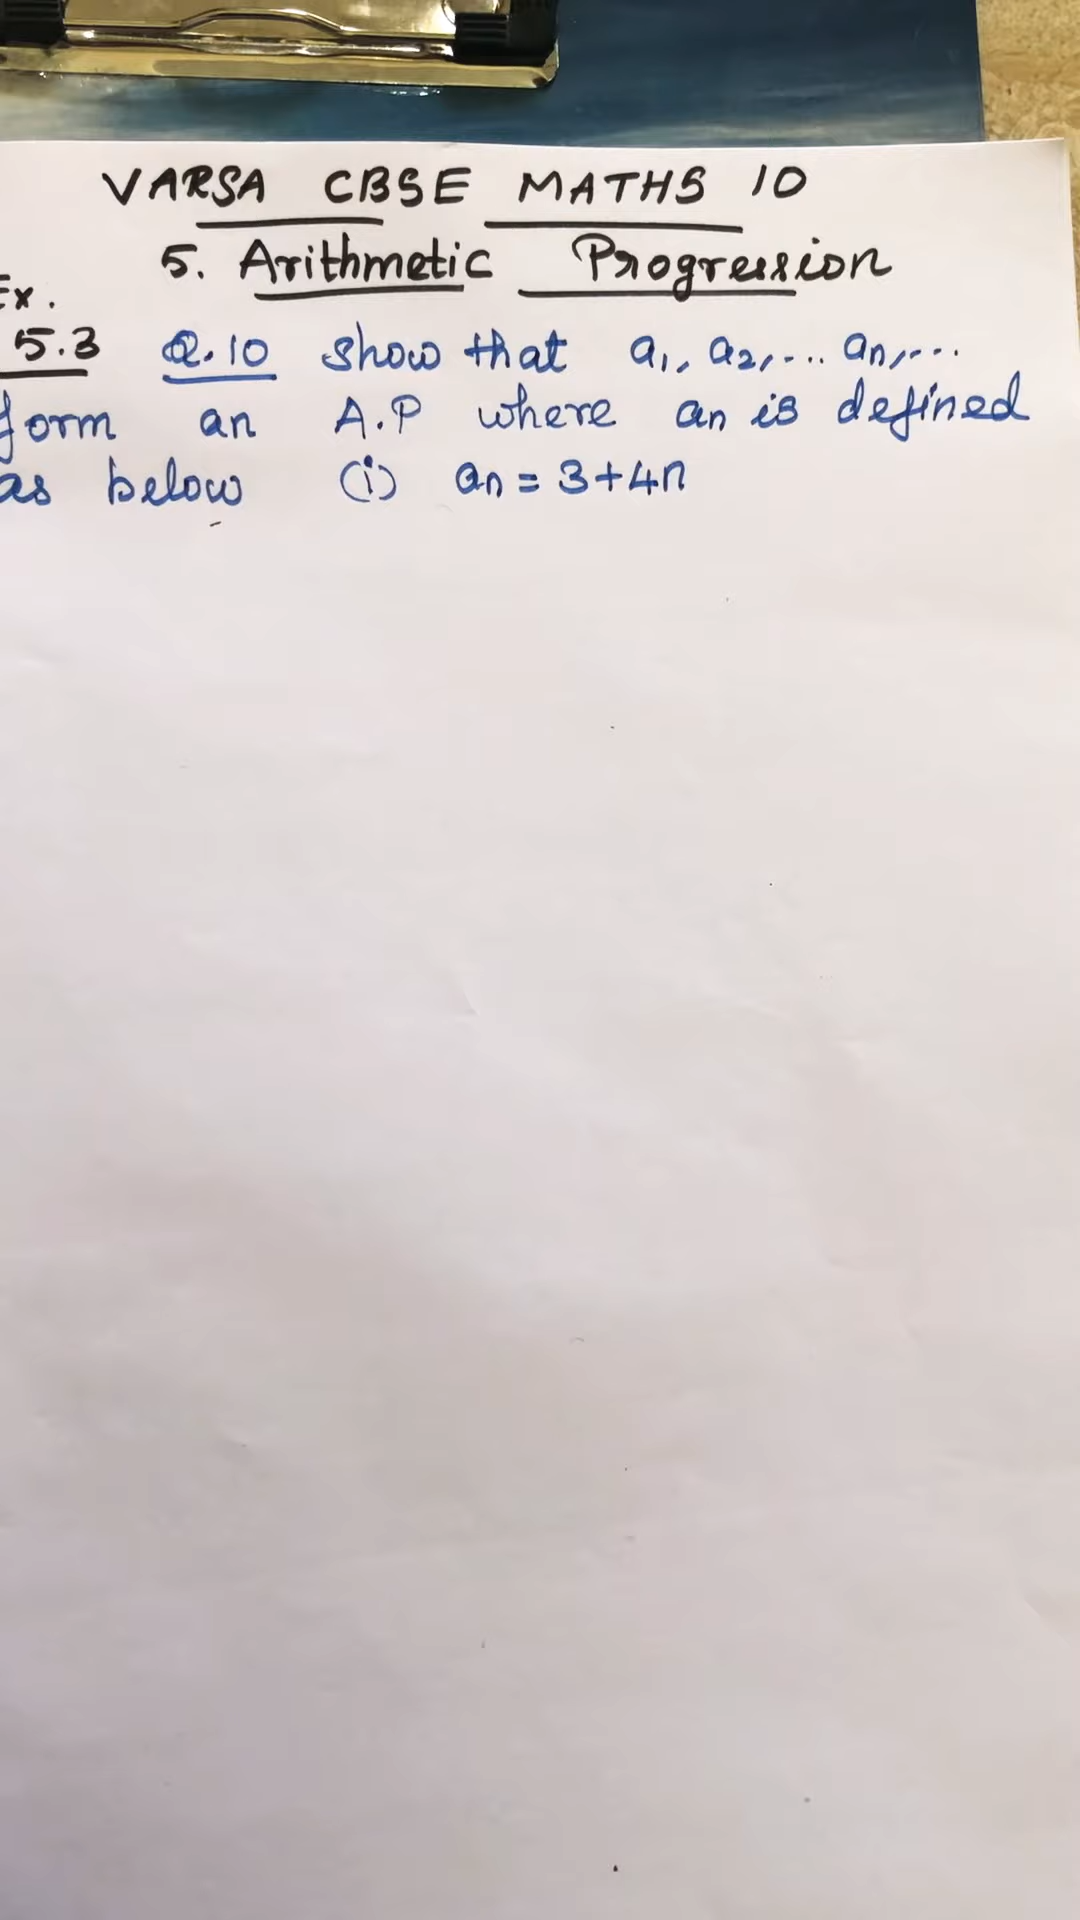 VARSA CBSE MATHS 10
5. Arithmetic Progression
Ex.
5.3 Q.10 show that a₁, a₂,... an,...
form an A.P where an is defined
as below (i) an = 3+4n